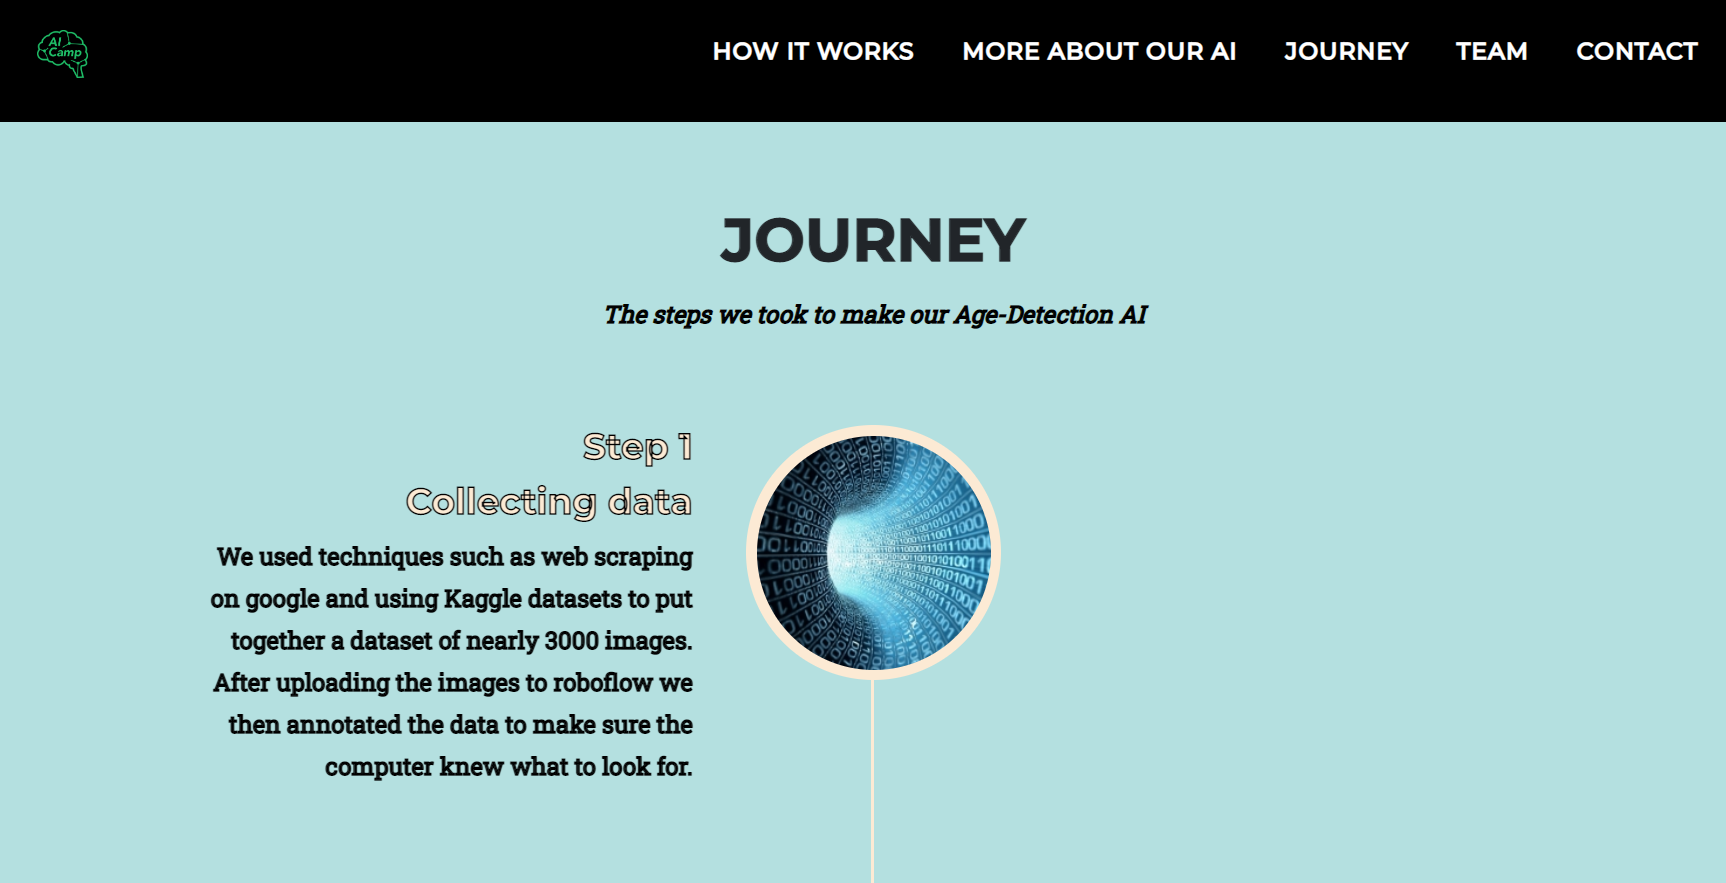 AI
Camp
HOW IT WORKS MORE ABOUT OUR AI JOURNEY TEAM CONTACT
JOURNEY
The steps we took to make our Age-Detection AI
Step 1
Collecting data
We used techniques such as web scraping
on google and using Kaggle datasets to put
together a dataset of nearly 3000 images.
After uploading the images to roboflow we
then annotated the data to make sure the
computer knew what to look for.